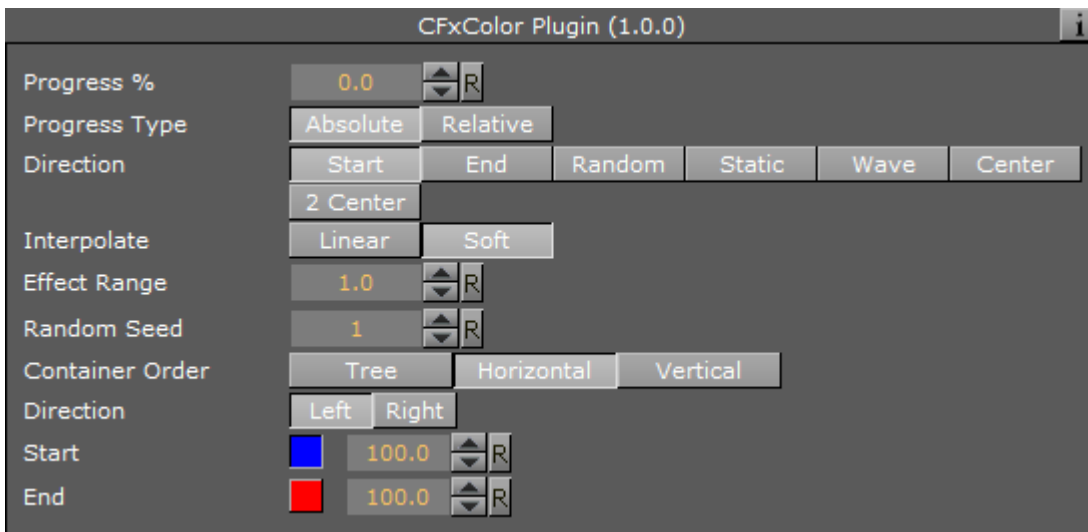 CFxColor Plugin (1.0.0) i
Progress % 0.0 R
Progress Type Absolute Relative
Direction Start End Random Static Wave Center
2 Center
Interpolate Linear Soft
Effect Range 1.0 R
Random Seed 1 R
Container Order Tree Horizontal Vertical
Direction Left Right
Start 100.0 R
End 100.0 R